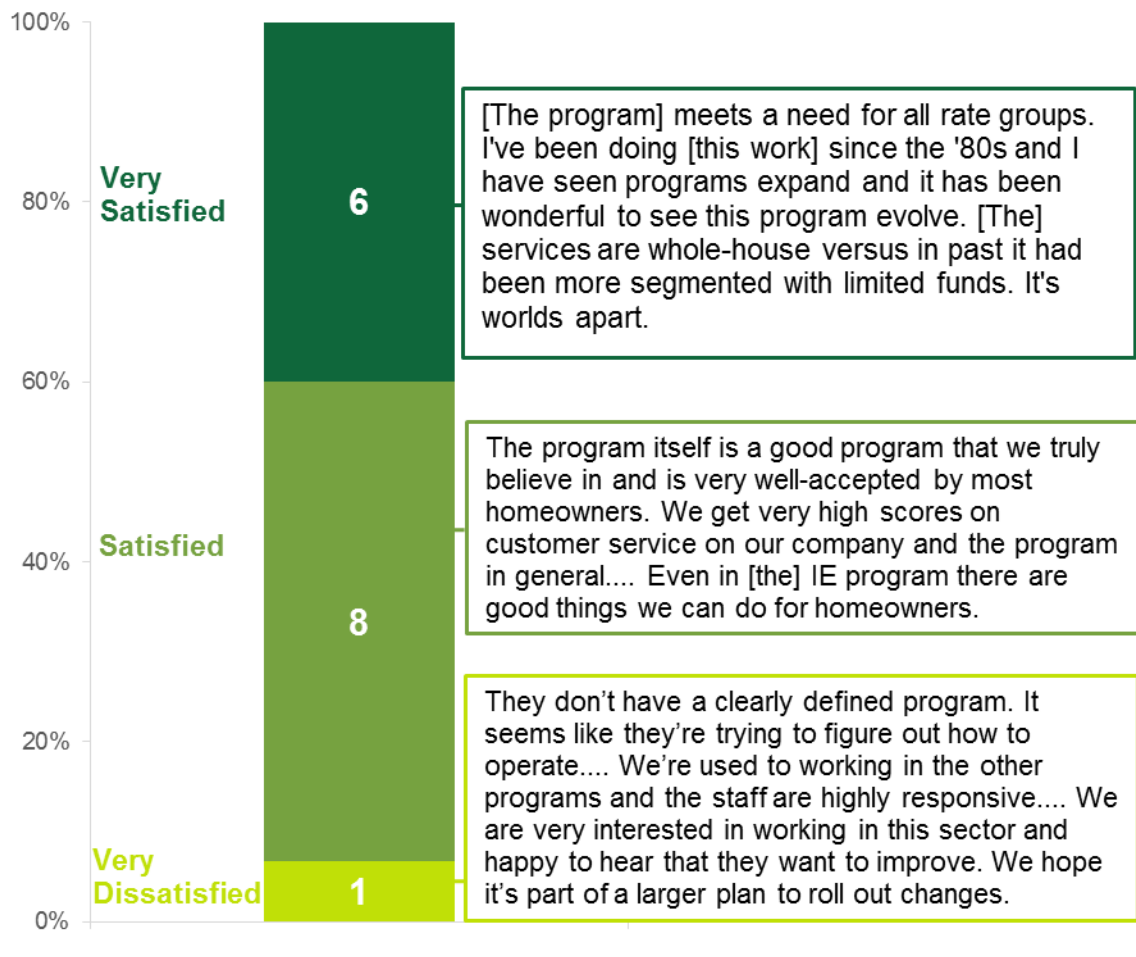 100%
80%
60%
40%
20%
0%
Very
Satisfied
6
[The program] meets a need for all rate groups.
I've been doing [this work] since the '80s and I
have seen programs expand and it has been
wonderful to see this program evolve. [The]
services are whole-house versus in past it had
been more segmented with limited funds. It's
worlds apart.
Satisfied
8
The program itself is a good program that we truly
believe in and is very well-accepted by most
homeowners. We get very high scores on
customer service on our company and the program
in general.... Even in [the] IE program there are
good things we can do for homeowners.
Very
Dissatisfied
1
They don’t have a clearly defined program. It
seems like they’re trying to figure out how to
operate.... We’re used to working in the other
programs and the staff are highly responsive.... We
are very interested in working in this sector and
happy to hear that they want to improve. We hope
it’s part of a larger plan to roll out changes.